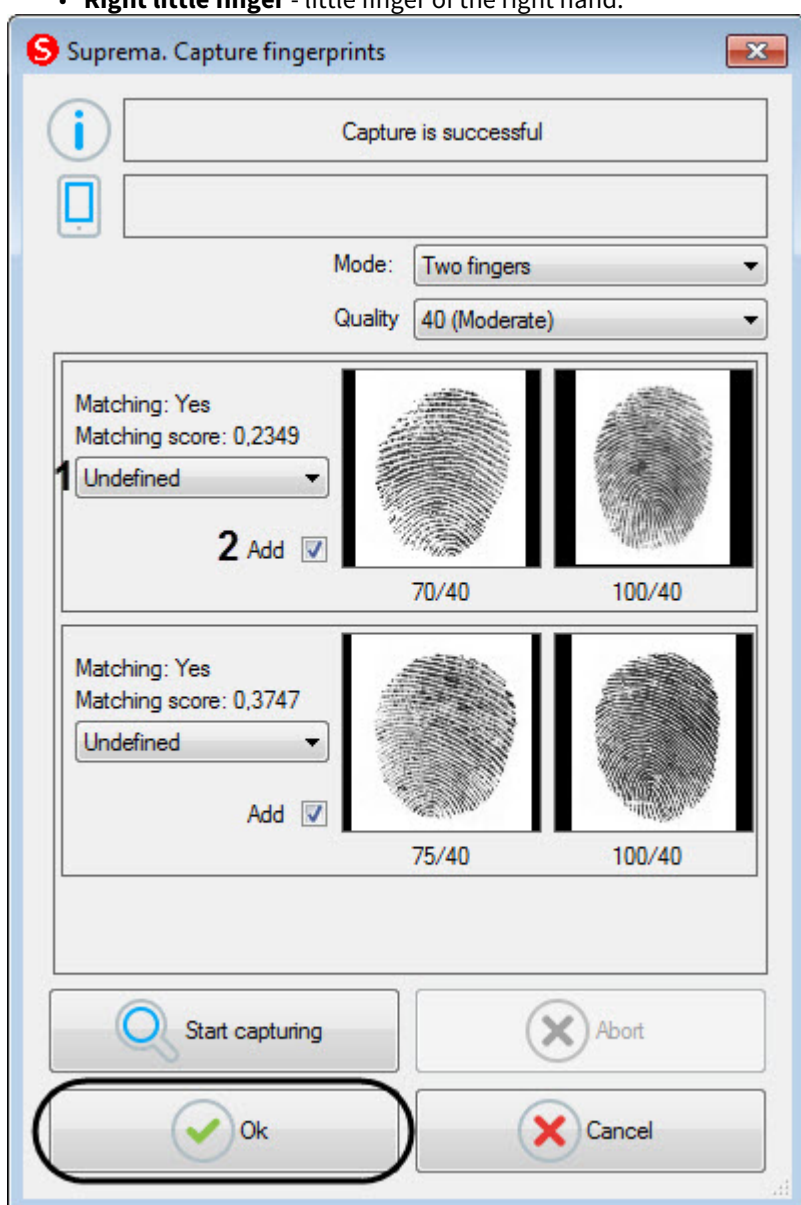 • Right little finger - little finger of the right hand.
Suprema. Capture fingerprints
Capture is successful
Mode: Two fingers
Quality 40 (Moderate)
Matching: Yes
Matching score: 0,2349
1 Undefined
2 Add
70/40 100/40
Matching: Yes
Matching score: 0,3747
Undefined
Add
75/40 100/40
Start capturing Abort
Ok Cancel